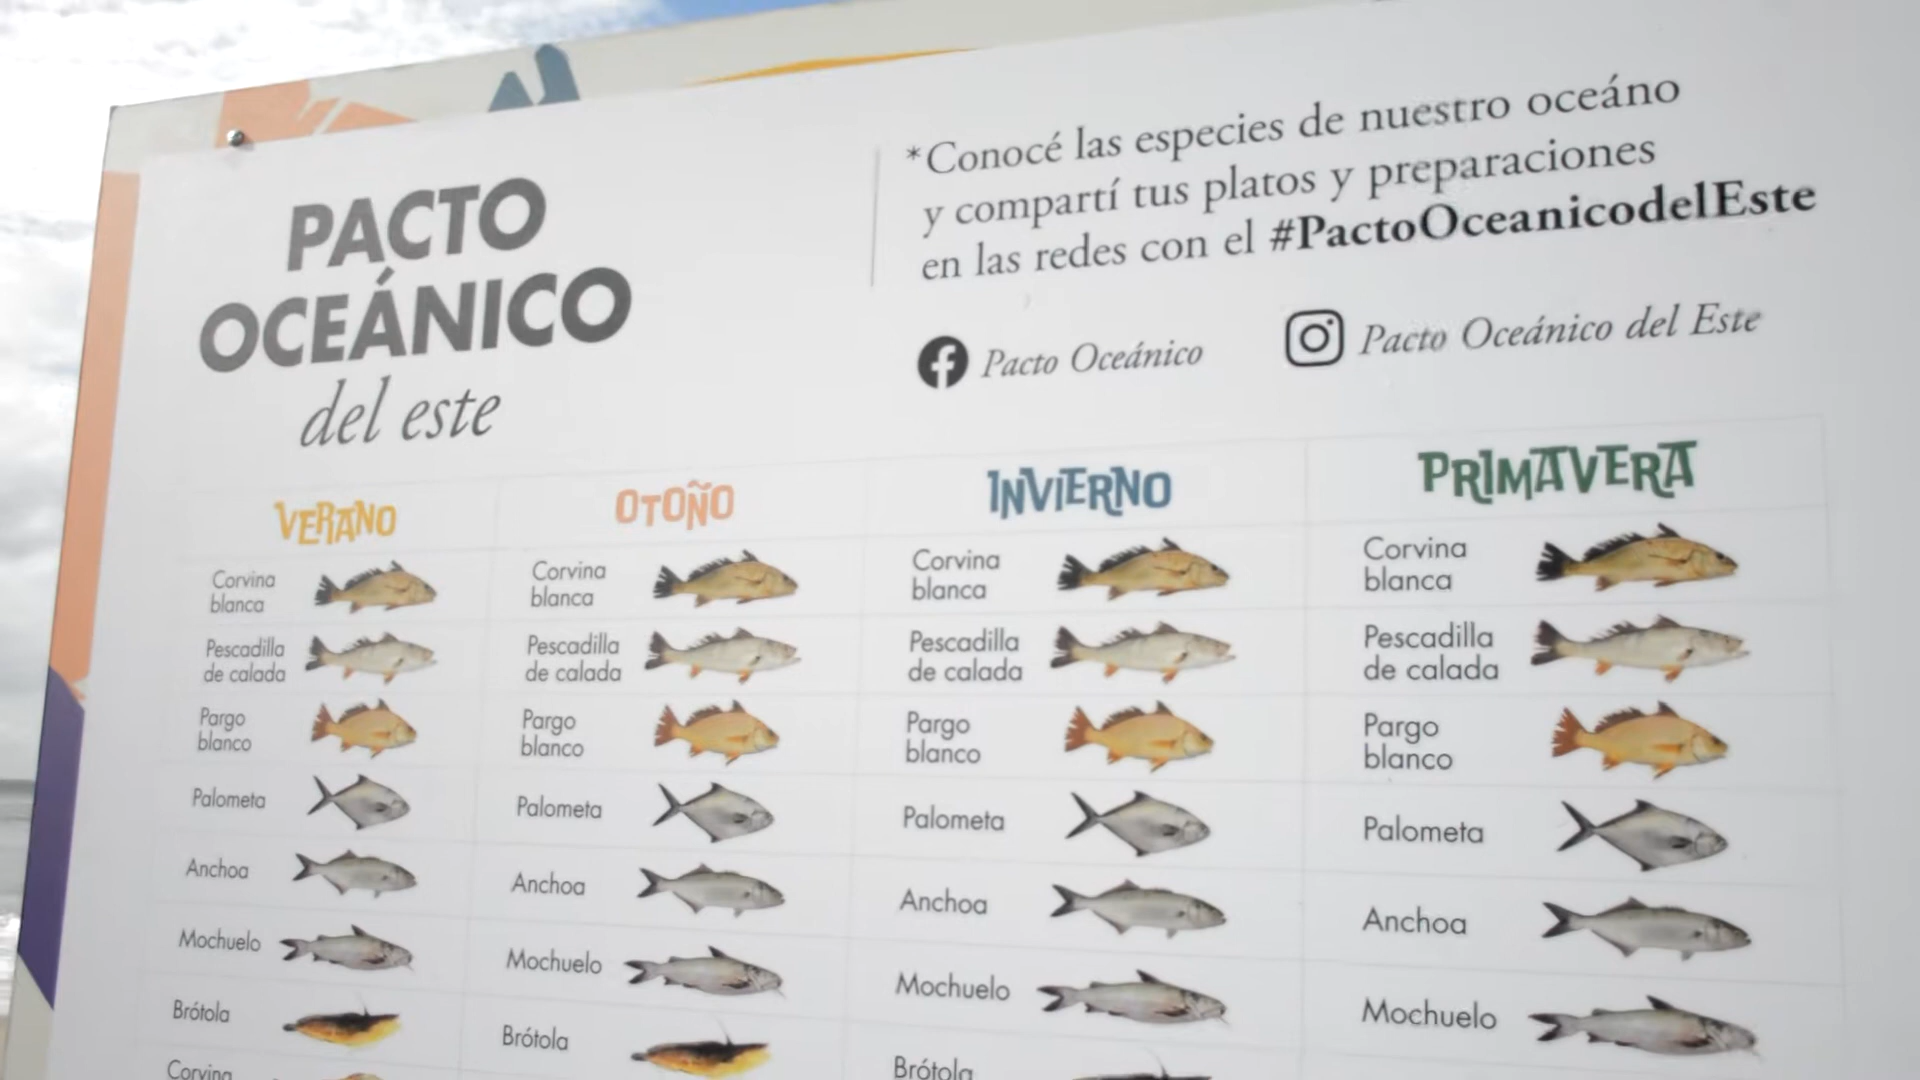 PACTO
OCEÁNICO
del este
*Conocé las especies de nuestro oceáno
y compartí tus platos y preparaciones
en las redes con el #PactoOceanicodelEste
Pacto Oceánico
Pacto Oceánico del Este
VERANO
Corvina
blanca
Pescadilla
de calada
Pargo
blanco
Palometa
Anchoa
Mochuelo
Brótola
Corvina
OTOÑO
Corvina
blanca
Pescadilla
de calada
Pargo
blanco
Palometa
Anchoa
Mochuelo
Brótola
INVIERNO
Corvina
blanca
Pescadilla
de calada
Pargo
blanco
Palometa
Anchoa
Mochuelo
Brótola
PRIMAVERA
Corvina
blanca
Pescadilla
de calada
Pargo
blanco
Palometa
Anchoa
Mochuelo